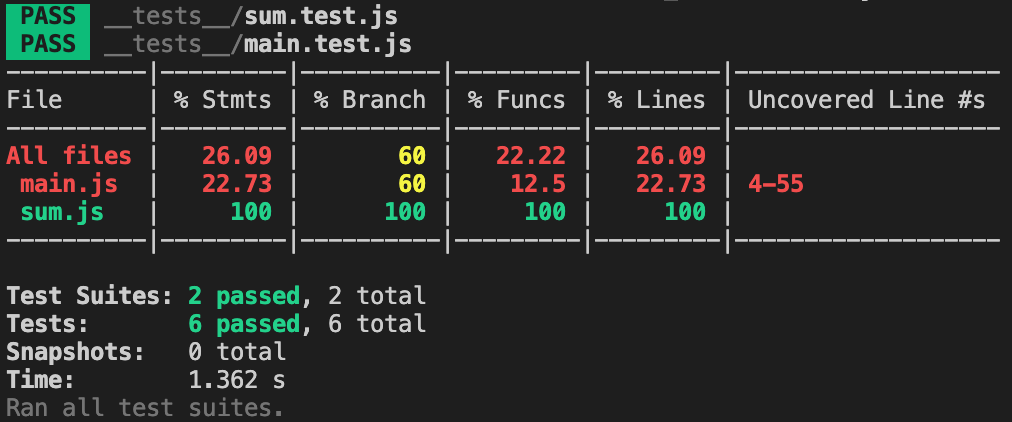 PASS __tests__/sum.test.js
PASS __tests__/main.test.js
----------|---------|----------|---------|---------|-------------------
File      | % Stmts | % Branch | % Funcs | % Lines | Uncovered Line #s
----------|---------|----------|---------|---------|-------------------
All files |   26.09 |       60 |   22.22 |   26.09 |
 main.js  |   22.73 |       60 |    12.5 |   22.73 | 4-55
 sum.js   |     100 |      100 |     100 |     100 |
----------|---------|----------|---------|---------|-------------------
Test Suites: 2 passed, 2 total
Tests:       6 passed, 6 total
Snapshots:   0 total
Time:        1.362 s
Ran all test suites.